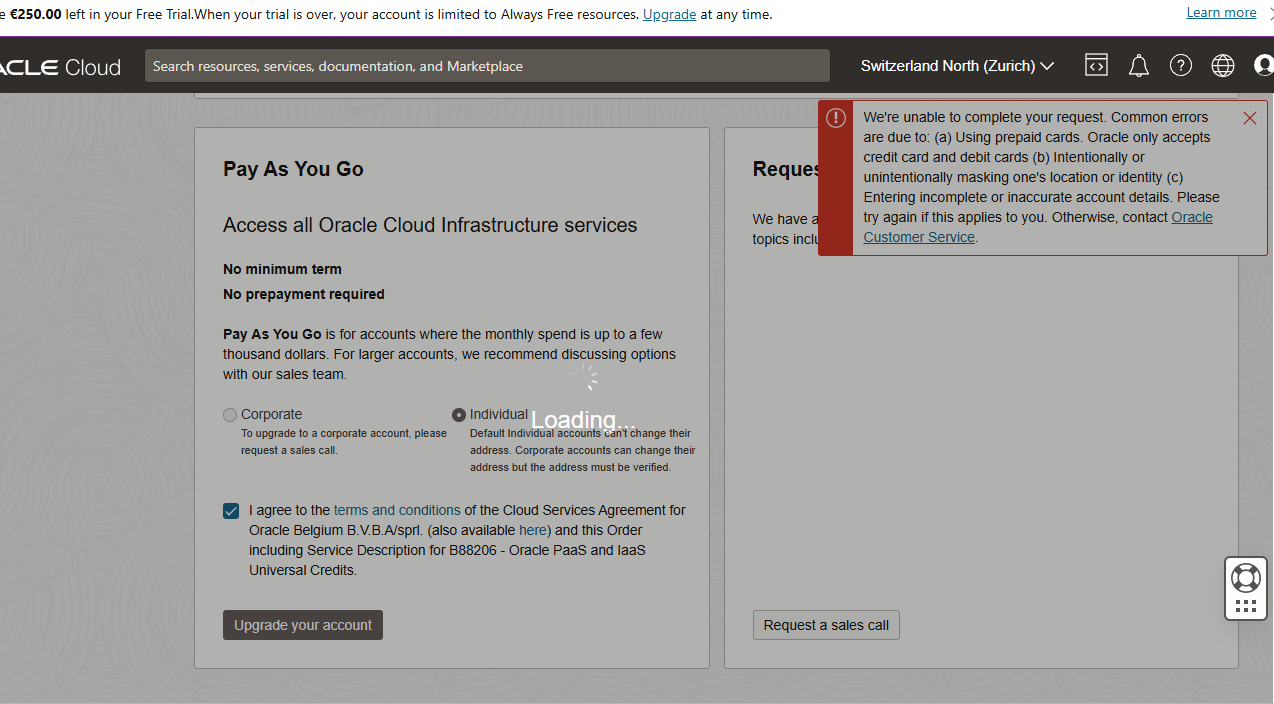 €250.00 left in your Free Trial.When your trial is over, your account is limited to Always Free resources. Upgrade at any time.
Learn more
Cloud
Search resources, services, documentation, and Marketplace
Switzerland North (Zurich)
We're unable to complete your request. Common errors
are due to: (a) Using prepaid cards. Oracle only accepts
credit card and debit cards (b) Intentionally or
unintentionally masking one's location or identity (c)
Entering incomplete or inaccurate account details. Please
try again if this applies to you. Otherwise, contact Oracle
Customer Service.
Pay As You Go
Access all Oracle Cloud Infrastructure services
No minimum term
No prepayment required
Pay As You Go is for accounts where the monthly spend is up to a few
thousand dollars. For larger accounts, we recommend discussing options
with our sales team.
Loading...
Corporate
To upgrade to a corporate account, please
request a sales call.
Individual
Default Individual accounts can't change their
address. Corporate accounts can change their
address but the address must be verified.
I agree to the terms and conditions of the Cloud Services Agreement for
Oracle Belgium B.V.B.A/sprl. (also available here) and this Order
including Service Description for B88206 - Oracle PaaS and IaaS
Universal Credits.
Upgrade your account
We have a
topics
Request a sales call